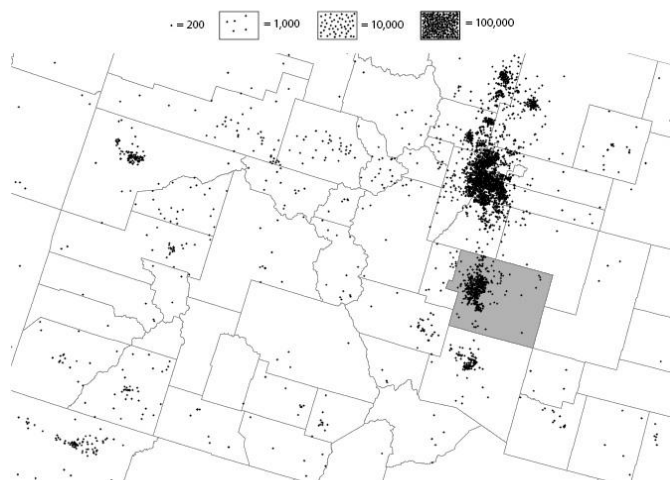 = 200 = 1,000 = 10,000 = 100,000